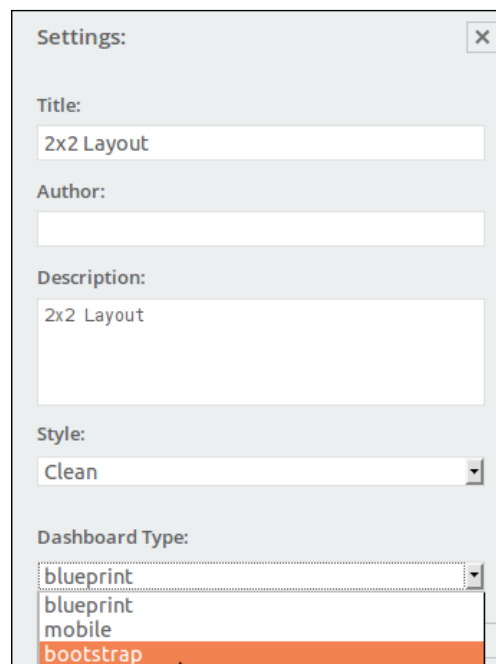 Settings:
Title:
2x2 Layout
Author:
Description:
2x2 Layout
Style:
Clean
Dashboard Type:
blueprint
blueprint
mobile
bootstrap